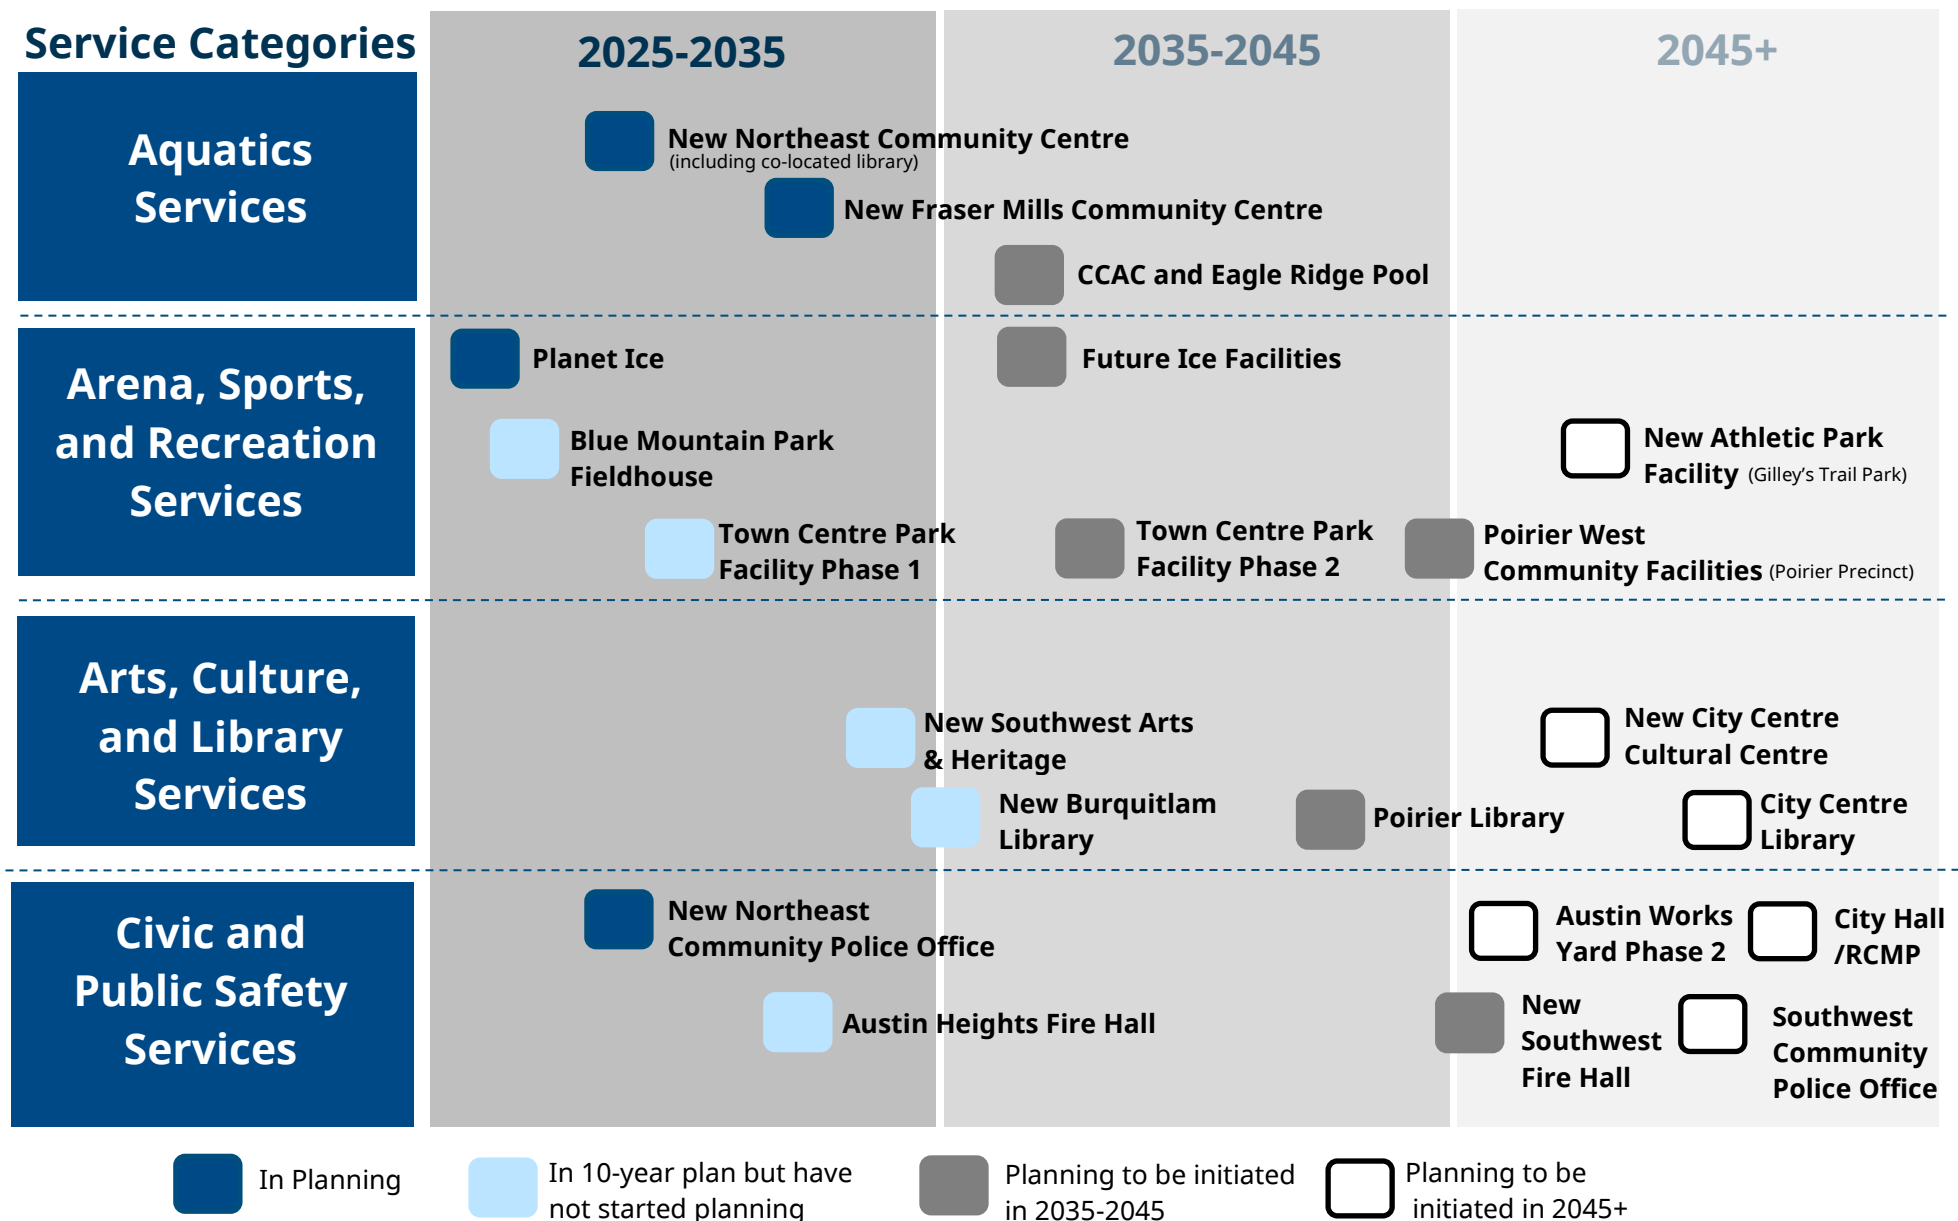 Service Categories
2025-2035
2035-2045
2045+
Aquatics
Services
New Northeast Community Centre
(including co-located library)
New Fraser Mills Community Centre
CCAC and Eagle Ridge Pool
Arena, Sports,
and Recreation
Services
Planet Ice
Future Ice Facilities
Blue Mountain Park
Fieldhouse
New Athletic Park
Facility (Gilley’s Trail Park)
Town Centre Park
Facility Phase 1
Town Centre Park
Facility Phase 2
Poirier West
Community Facilities (Poirier Precinct)
Arts, Culture,
and Library
Services
New Southwest Arts
& Heritage
New City Centre
Cultural Centre
New Burquitlam
Library
Poirier Library
City Centre
Library
Civic and
Public Safety
Services
New Northeast
Community Police Office
Austin Works
Yard Phase 2
City Hall
/RCMP
Austin Heights Fire Hall
New
Southwest
Fire Hall
Southwest
Community
Police Office
In Planning
In 10-year plan but have
not started planning
Planning to be initiated
in 2035-2045
Planning to be
initiated in 2045+